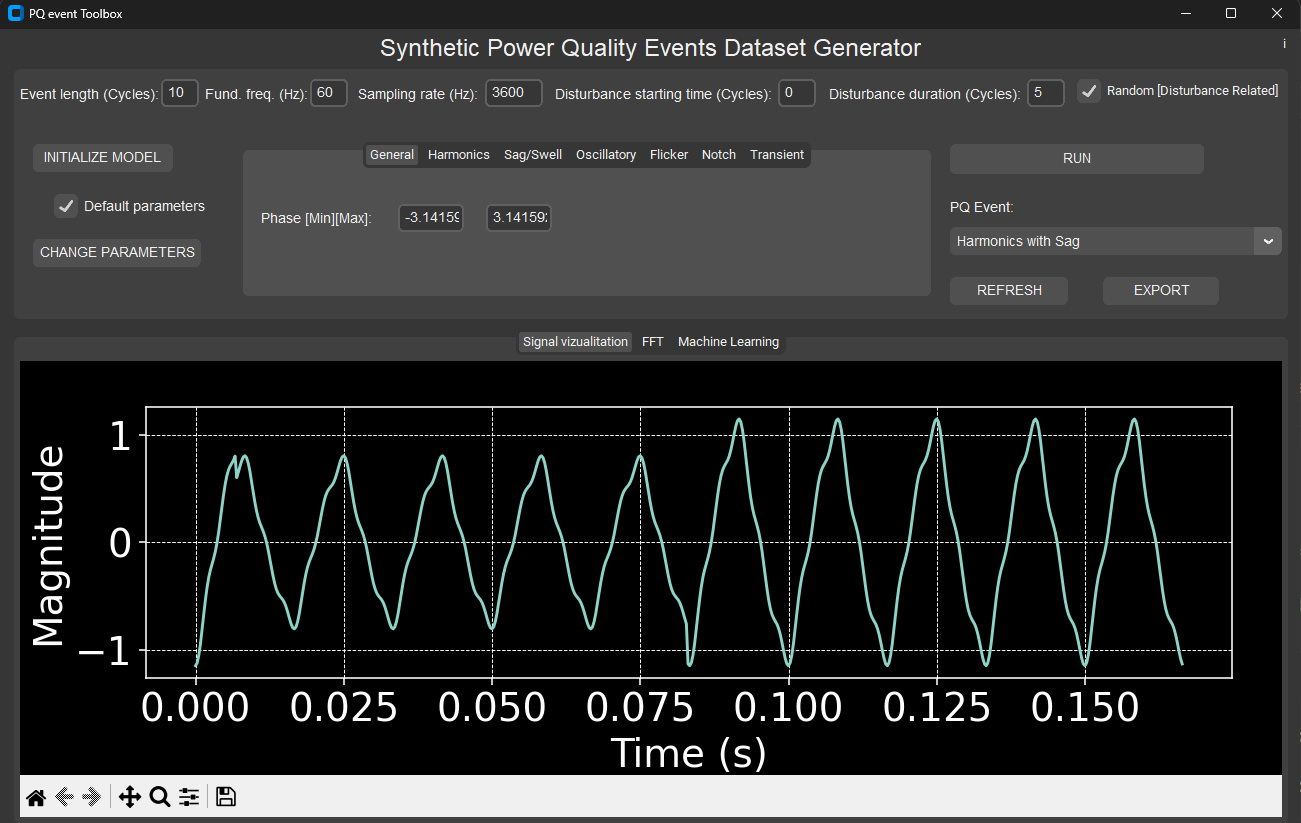 PQ event Toolbox
Synthetic Power Quality Events Dataset Generator
i
Event length (Cycles): 10 Fund. freq. (Hz): 60 Sampling rate (Hz): 3600 Disturbance starting time (Cycles): 0 Disturbance duration (Cycles): 5 Random [Disturbance Related]
INITIALIZE MODEL
Default parameters
CHANGE PARAMETERS
General Harmonics Sag/Swell Oscillatory Flicker Notch Transient
Phase [Min][Max]: -3.14159 3.14159
RUN
PQ Event:
Harmonics with Sag
REFRESH EXPORT
Signal vizualitation FFT Machine Learning
Magnitude
1
0
−1
0.000 0.025 0.050 0.075 0.100 0.125 0.150
Time (s)